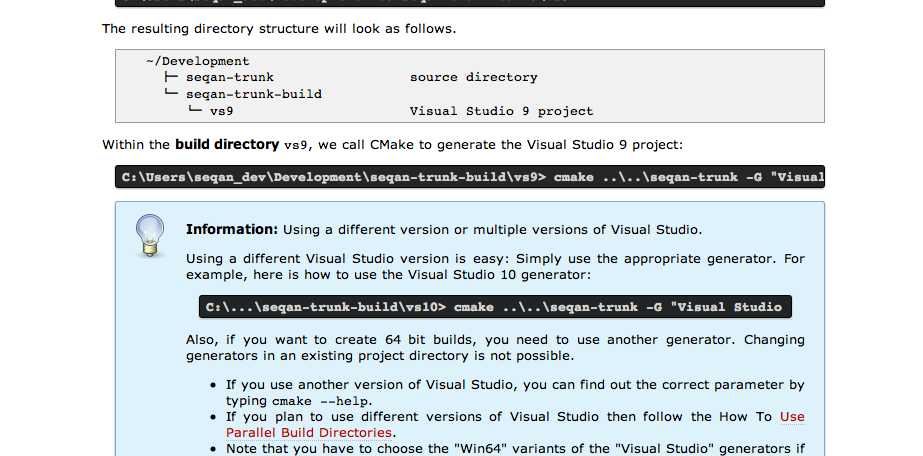 The resulting directory structure will look as follows.
~/Development
├─ seqan-trunk source directory
└─ seqan-trunk-build
└─ vs9 Visual Studio 9 project
Within the build directory vs9, we call CMake to generate the Visual Studio 9 project:
C:\Users\seqan_dev\Development\seqan-trunk-build\vs9> cmake ..\..\seqan-trunk -G "Visual
Information: Using a different version or multiple versions of Visual Studio.
Using a different Visual Studio version is easy: Simply use the appropriate generator. For
example, here is how to use the Visual Studio 10 generator:
C:\...\seqan-trunk-build\vs10> cmake ..\..\seqan-trunk -G "Visual Studio
Also, if you want to create 64 bit builds, you need to use another generator. Changing
generators in an existing project directory is not possible.
• If you use another version of Visual Studio, you can find out the correct parameter by
typing cmake --help.
• If you plan to use different versions of Visual Studio then follow the How To Use
Parallel Build Directories.
• Note that you have to choose the "Win64" variants of the "Visual Studio" generators if